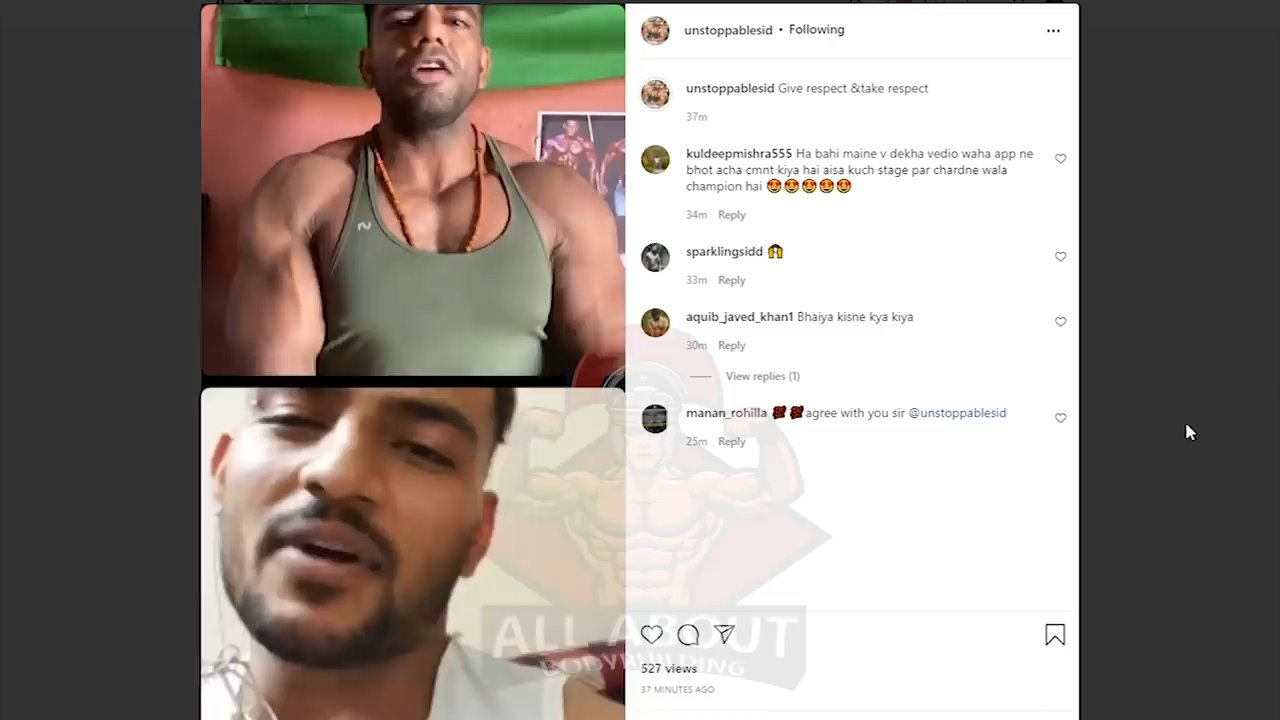 unstoppablesid • Following
unstoppablesid Give respect &take respect
37m
kuldeepmishra555 Ha bahi maine v dekha vedio waha app ne
bhot acha cmnt kiya hai aisa kuch stage par chardne wala
champion hai 😍😍😍😍😍
34m Reply
sparklingsidd 🙌
33m Reply
aquib_javed_khan1 Bhaiya kisne kya kiya
30m Reply
View replies (1)
manan_rohilla agree with you sir @unstoppablesid
25m Reply
ALL ABOUT
BODYBUILDING
527 views
37 MINUTES AGO